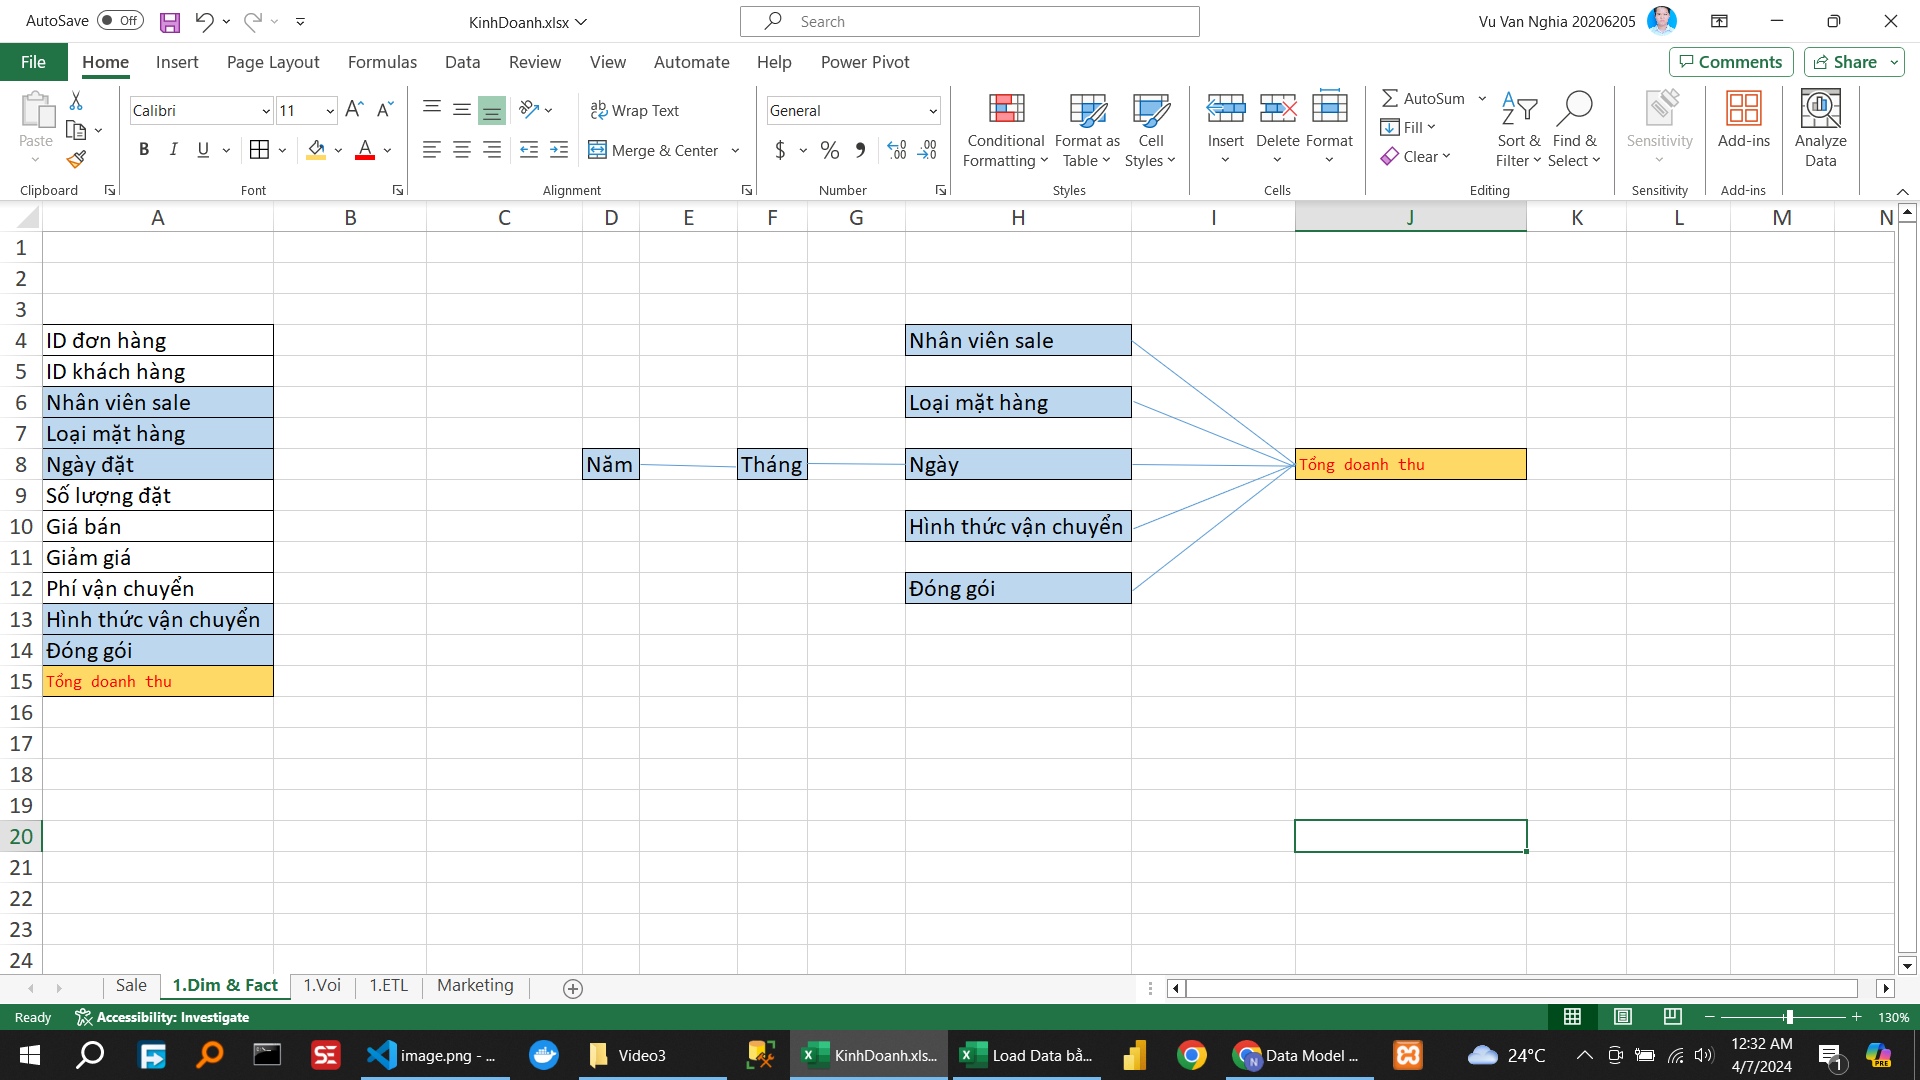 AutoSave Off KinhDoanh.xlsx Search Vu Van Nghia 20206205
File Home Insert Page Layout Formulas Data Review View Automate Help Power Pivot Comments Share
Paste Calibri 11 Wrap Text General Conditional Formatting Format as Table Cell Styles Insert Delete Format AutoSum Fill Clear Sort & Filter Find & Select Sensitivity Add-ins Analyze Data
B I U Merge & Center $ %
Clipboard Font Alignment Number Styles Cells Editing Sensitivity Add-ins
A B C D E F G H I J K L M N
1
2
3
4 ID đơn hàng Nhân viên sale
5 ID khách hàng
6 Nhân viên sale Loại mặt hàng
7 Loại mặt hàng
8 Ngày đặt Năm Tháng Ngày Tổng doanh thu
9 Số lượng đặt
10 Giá bán Hình thức vận chuyển
11 Giảm giá
12 Phí vận chuyển Đóng gói
13 Hình thức vận chuyển
14 Đóng gói
15 Tổng doanh thu
16
17
18
19
20
21
22
23
24
Sale 1.Dim & Fact 1.Voi 1.ETL Marketing
Ready Accessibility: Investigate 130%
image.png - ... Video3 KinhDoanh.xls... Load Data bằ... Data Model ... 24°C 12:32 AM
4/7/2024 1